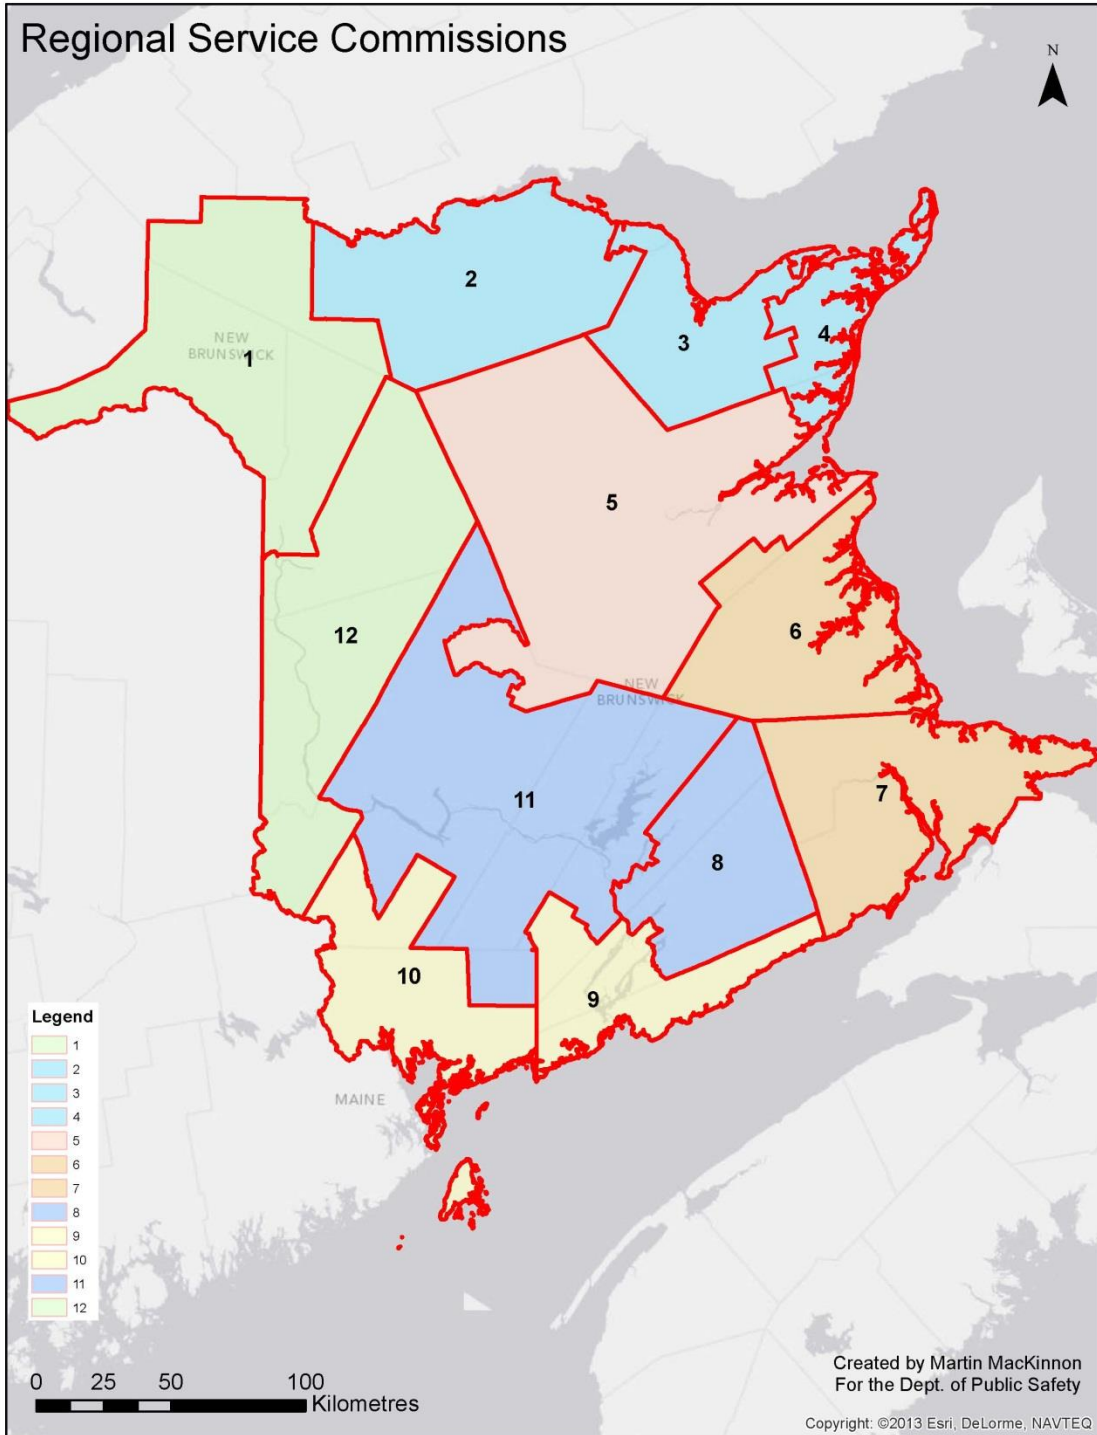 Regional Service Commissions
N
2
4
3
NEW
BRUNSWICK
1
5
12
6
NEW
BRUNSWICK
11
7
8
10
9
MAINE
Legend
1
2
3
4
5
6
7
8
9
10
11
12
0 25 50 100
Kilometres
Created by Martin MacKinnon
For the Dept. of Public Safety
Copyright: ©2013 Esri, DeLorme, NAVTEQ